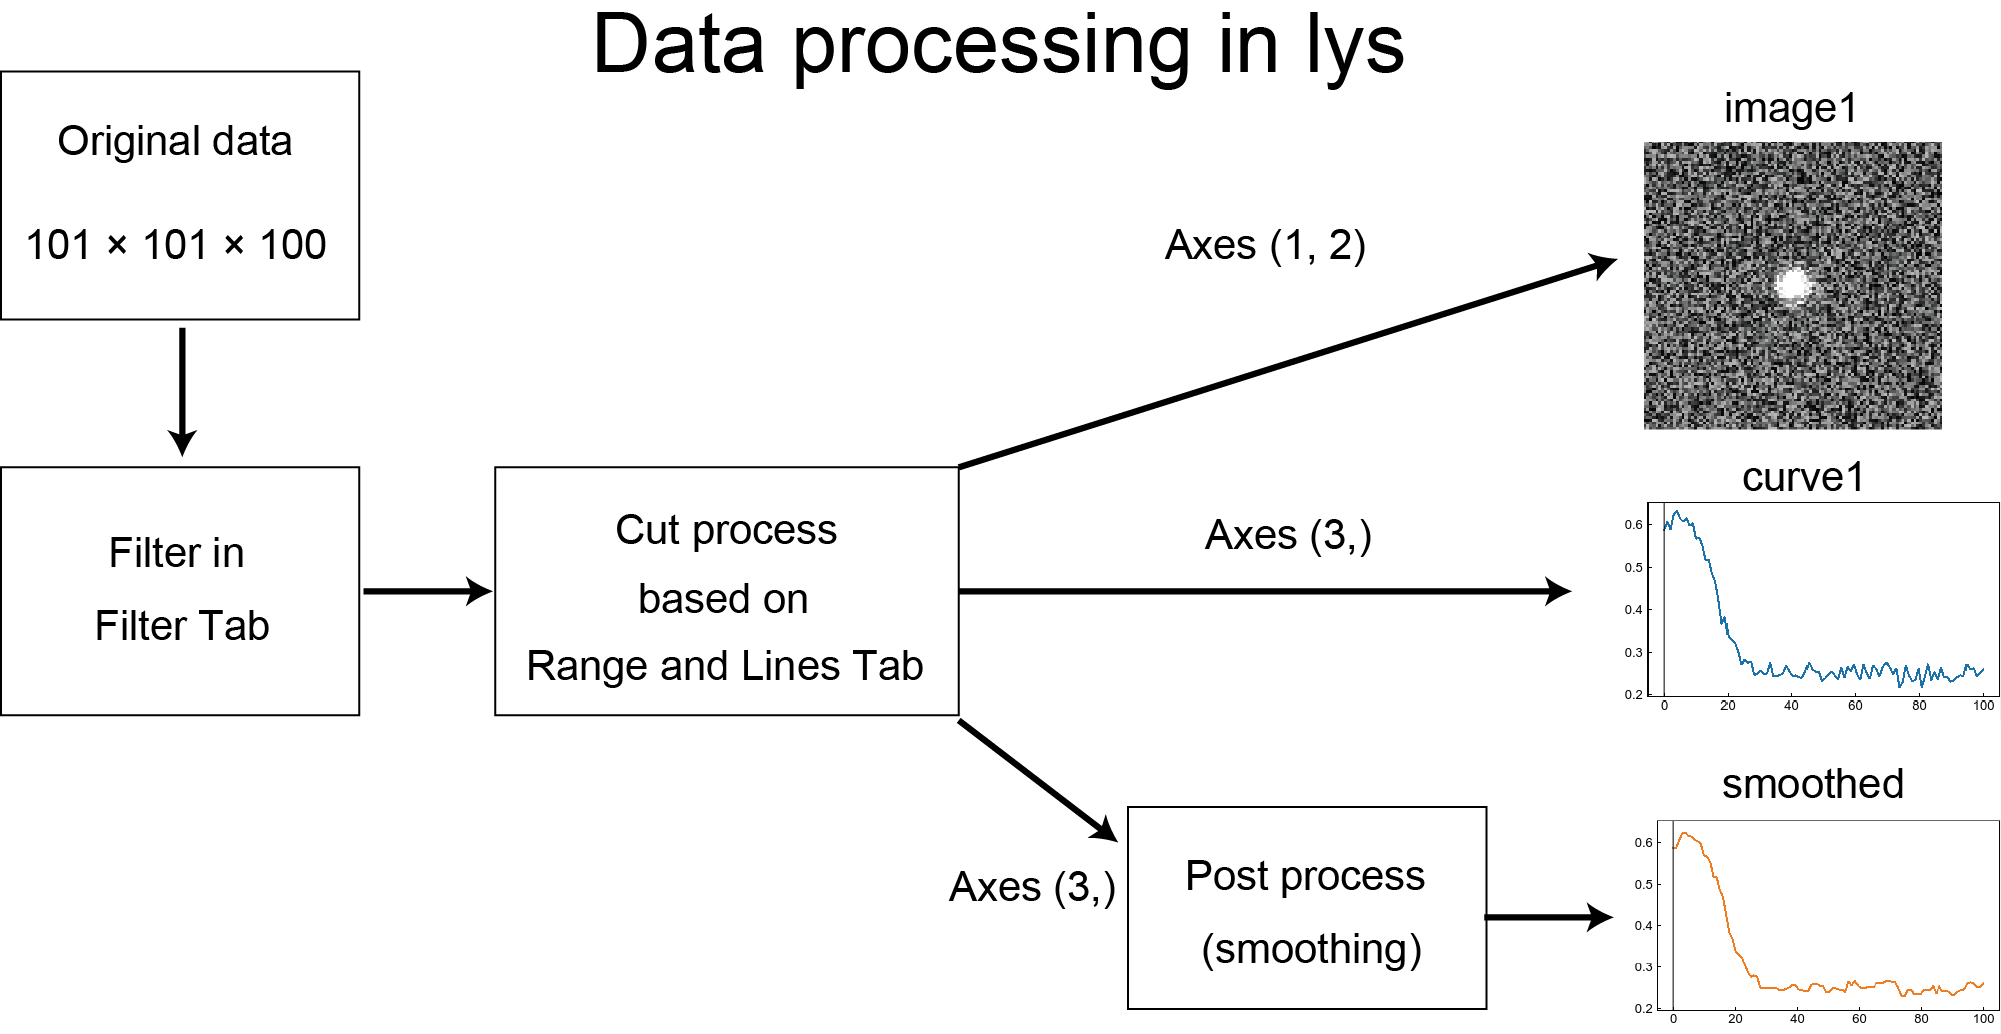 Data processing in lys
Original data
101 × 101 × 100
Filter in
Filter Tab
Cut process
based on
Range and Lines Tab
Axes (1, 2)
image1
Axes (3,)
curve1
0.6
0.5
0.4
0.3
0.2
0 20 40 60 80 100
Axes (3,)
Post process
(smoothing)
smoothed
0.6
0.5
0.4
0.3
0.2
0 20 40 60 80 100